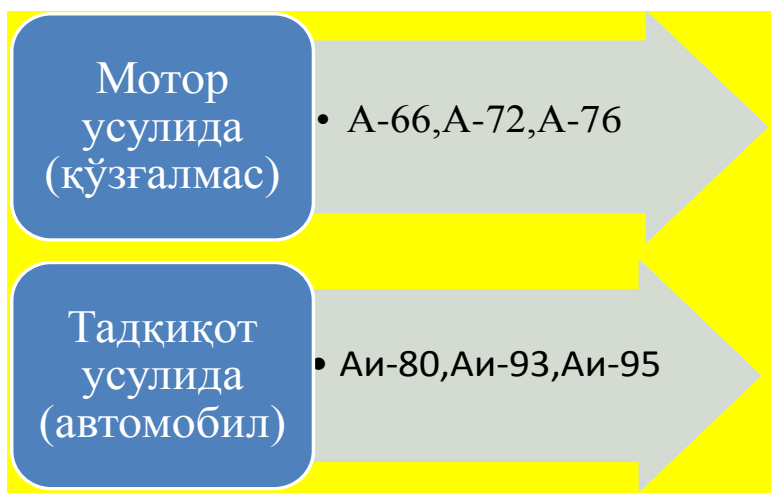 Мотор
усулида
(қўзғалмас)
• А-66,А-72,А-76
Тадқиқот
усулида
(автомобил)
• Аи-80,Аи-93,Аи-95